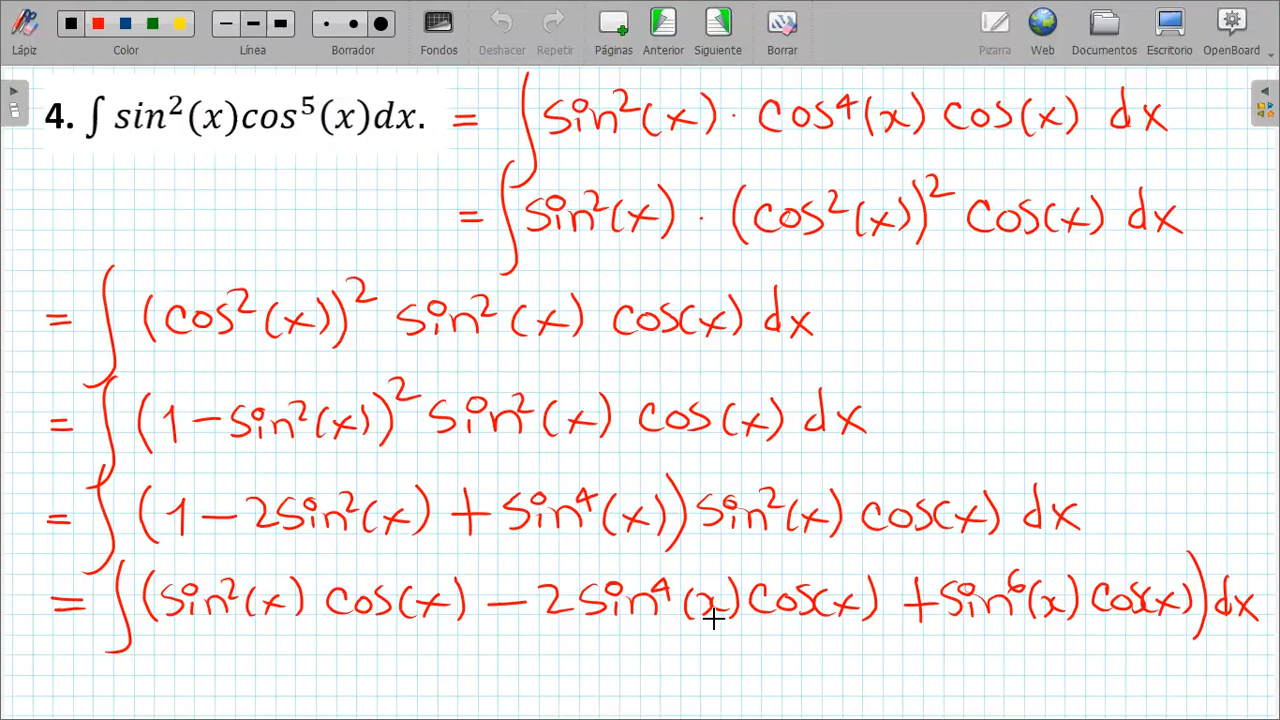 Lápiz Color Línea Borrador Fondos Deshacer Repetir Páginas Anterior Siguiente Borrar Pizarra Web Documentos Escritorio OpenBoard
4. ∫ sin²(x)cos⁵(x)dx. = ∫ sin²(x) · cos⁴(x) cos(x) dx
= ∫ sin²(x) · (cos²(x))² cos(x) dx
= ∫ (cos²(x))² sin²(x) cos(x) dx
= ∫ (1 − sin²(x))² sin²(x) cos(x) dx
= ∫ (1 − 2sin²(x) + sin⁴(x)) sin²(x) cos(x) dx
= ∫ (sin²(x) cos(x) − 2sin⁴(x) cos(x) + sin⁶(x) cos(x)) dx